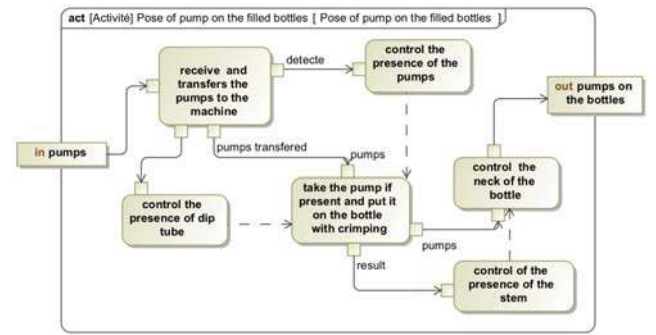 act [Activité] Pose of pump on the filled bottles [ Pose of pump on the filled bottles ]
receive and
transfers the
pumps to the
machine
detecte
control the
presence of the
pumps
out pumps on
the bottles
in pumps
pumps transfered
pumps
control the
presence of dip
tube
take the pump if
present and put it
on the bottle
with crimping
control the
neck of the
bottle
pumps
result
control of the
presence of the
stem